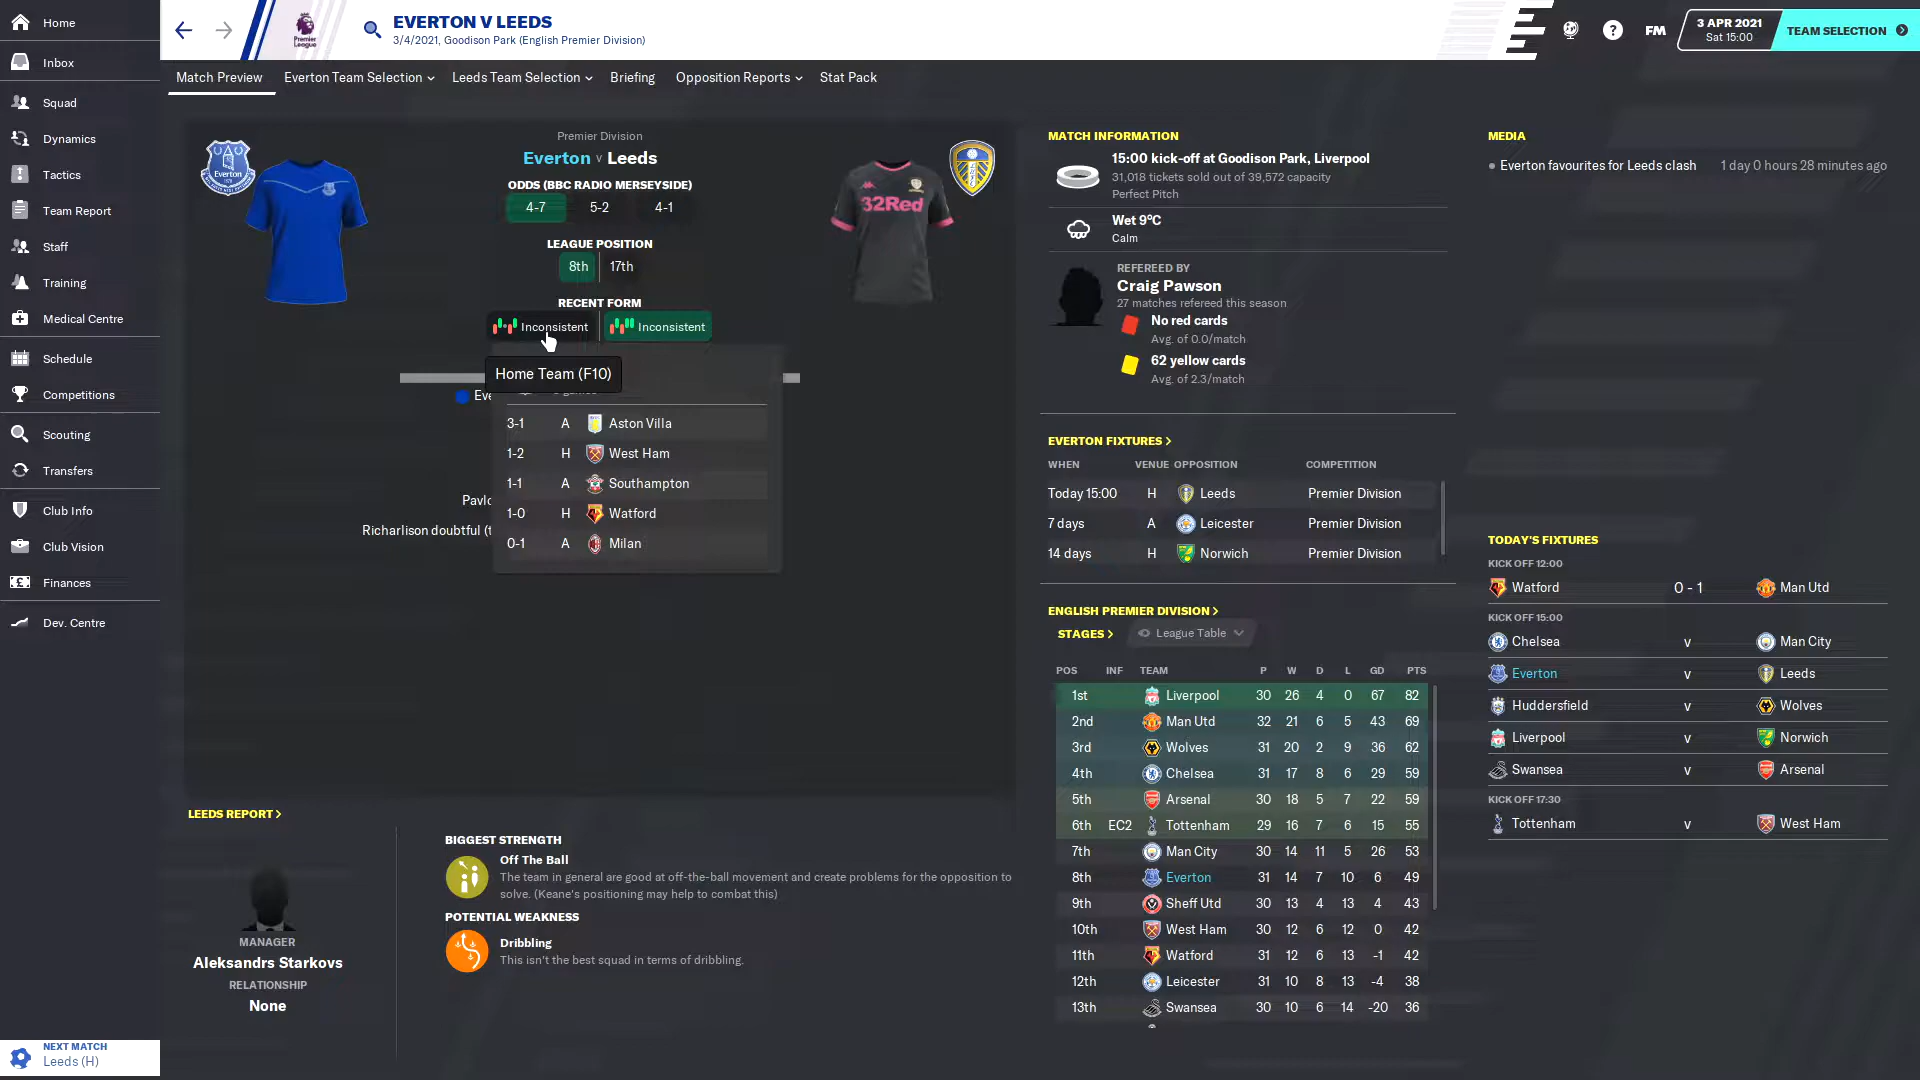 Home
Inbox
Squad
Dynamics
Tactics
Team Report
Staff
Training
Medical Centre
Schedule
Competitions
Scouting
Transfers
Club Info
Club Vision
Finances
Dev. Centre
NEXT MATCH
Leeds (H)
Premier League
EVERTON V LEEDS
3/4/2021, Goodison Park (English Premier Division)
?
FM
3 APR 2021
Sat 15:00
TEAM SELECTION
Match Preview
Everton Team Selection
Leeds Team Selection
Briefing
Opposition Reports
Stat Pack
Premier Division
Everton v Leeds
Everton
32Red
ODDS (BBC RADIO MERSEYSIDE)
4-7 5-2 4-1
LEAGUE POSITION
8th 17th
RECENT FORM
Inconsistent Inconsistent
Home Team (F10)
Eve
3-1 A Aston Villa
1-2 H West Ham
1-1 A Southampton
1-0 H Watford
0-1 A Milan
Pavlo
Richarlison doubtful (t
LEEDS REPORT >
MANAGER
Aleksandrs Starkovs
RELATIONSHIP
None
BIGGEST STRENGTH
Off The Ball
The team in general are good at off-the-ball movement and create problems for the opposition to
solve. (Keane's positioning may help to combat this)
POTENTIAL WEAKNESS
Dribbling
This isn't the best squad in terms of dribbling.
MATCH INFORMATION
15:00 kick-off at Goodison Park, Liverpool
31,018 tickets sold out of 39,572 capacity
Perfect Pitch
Wet 9°C
Calm
REFEREED BY
Craig Pawson
27 matches refereed this season
No red cards
Avg. of 0.0/match
62 yellow cards
Avg. of 2.3/match
EVERTON FIXTURES >
WHEN VENUE OPPOSITION COMPETITION
Today 15:00 H Leeds Premier Division
7 days A Leicester Premier Division
14 days H Norwich Premier Division
ENGLISH PREMIER DIVISION >
STAGES > League Table
POS INF TEAM P W D L GD PTS
1st Liverpool 30 26 4 0 67 82
2nd Man Utd 32 21 6 5 43 69
3rd Wolves 31 20 2 9 36 62
4th Chelsea 31 17 8 6 29 59
5th Arsenal 30 18 5 7 22 59
6th EC2 Tottenham 29 16 7 6 15 55
7th Man City 30 14 11 5 26 53
8th Everton 31 14 7 10 6 49
9th Sheff Utd 30 13 4 13 4 43
10th West Ham 30 12 6 12 0 42
11th Watford 31 12 6 13 -1 42
12th Leicester 31 10 8 13 -4 38
13th Swansea 30 10 6 14 -20 36
MEDIA
Everton favourites for Leeds clash 1 day 0 hours 28 minutes ago
TODAY'S FIXTURES
KICK OFF 12:00
Watford 0 - 1 Man Utd
KICK OFF 15:00
Chelsea v Man City
Everton v Leeds
Huddersfield v Wolves
Liverpool v Norwich
Swansea v Arsenal
KICK OFF 17:30
Tottenham v West Ham